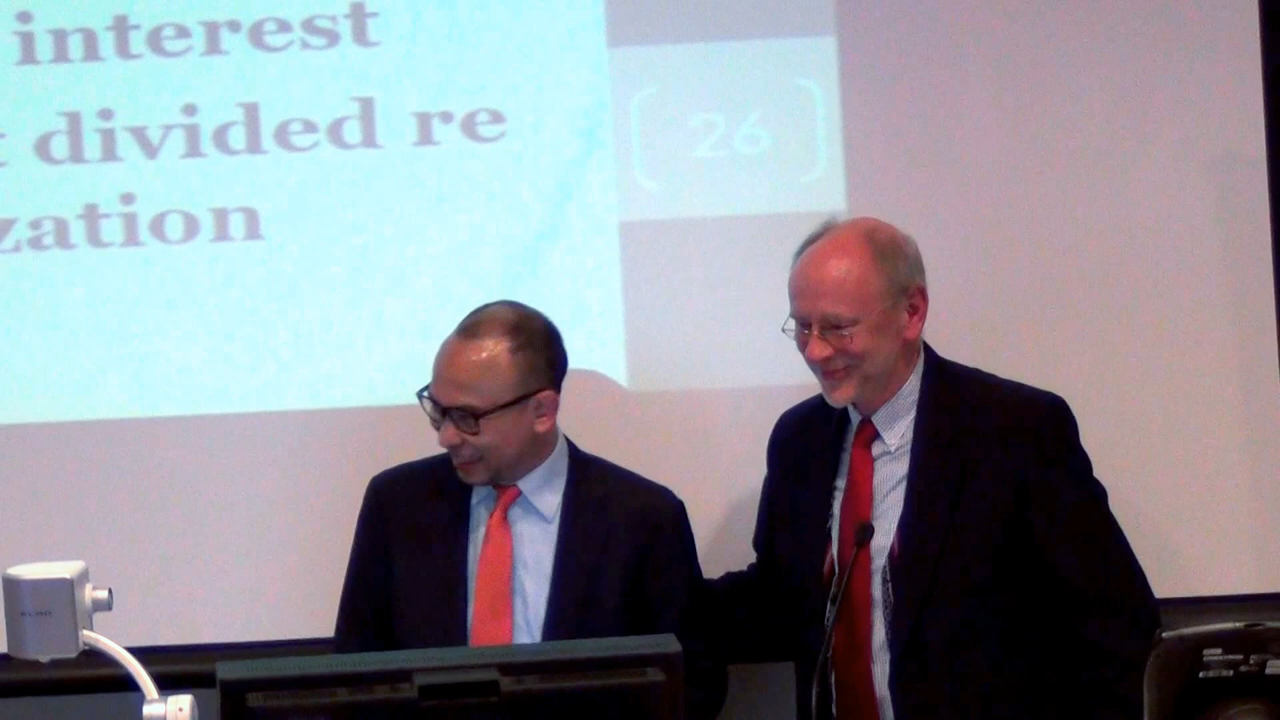 interest
divided re
zation
26